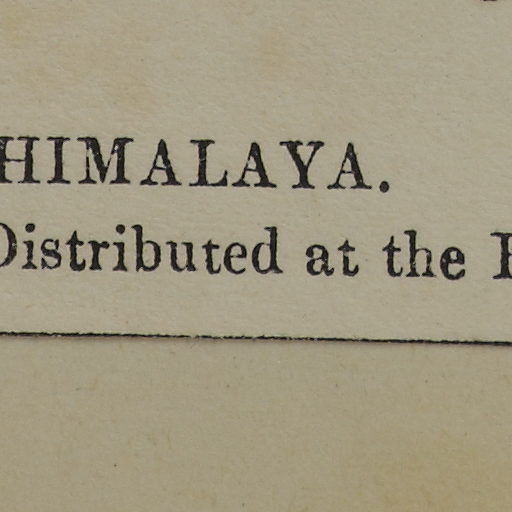 HIMALAYA.
Distributed at the